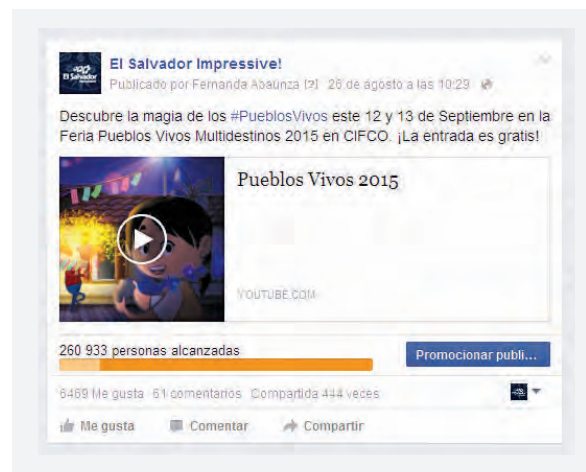 El Salvador Impressive!
Publicado por Fernanda Abaunza [?] 26 de agosto a las 10:29
Descubre la magia de los #PueblosVivos este 12 y 13 de Septiembre en la
Feria Pueblos Vivos Multidestinos 2015 en CIFCO. ¡La entrada es gratis!
Pueblos Vivos 2015
YOUTUBE.COM
260 933 personas alcanzadas
Promocionar publi...
6469 Me gusta 61 comentarios Compartida 444 veces
Me gusta Comentar Compartir